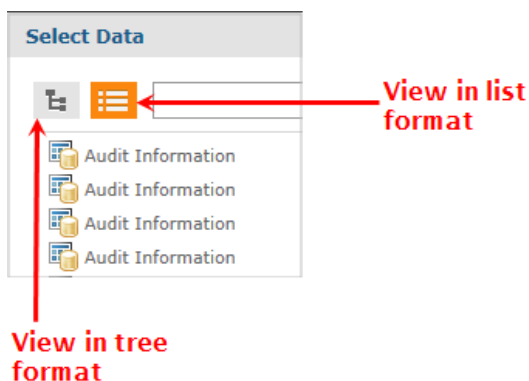 Select Data
View in list
format
Audit Information
Audit Information
Audit Information
Audit Information
View in tree
format